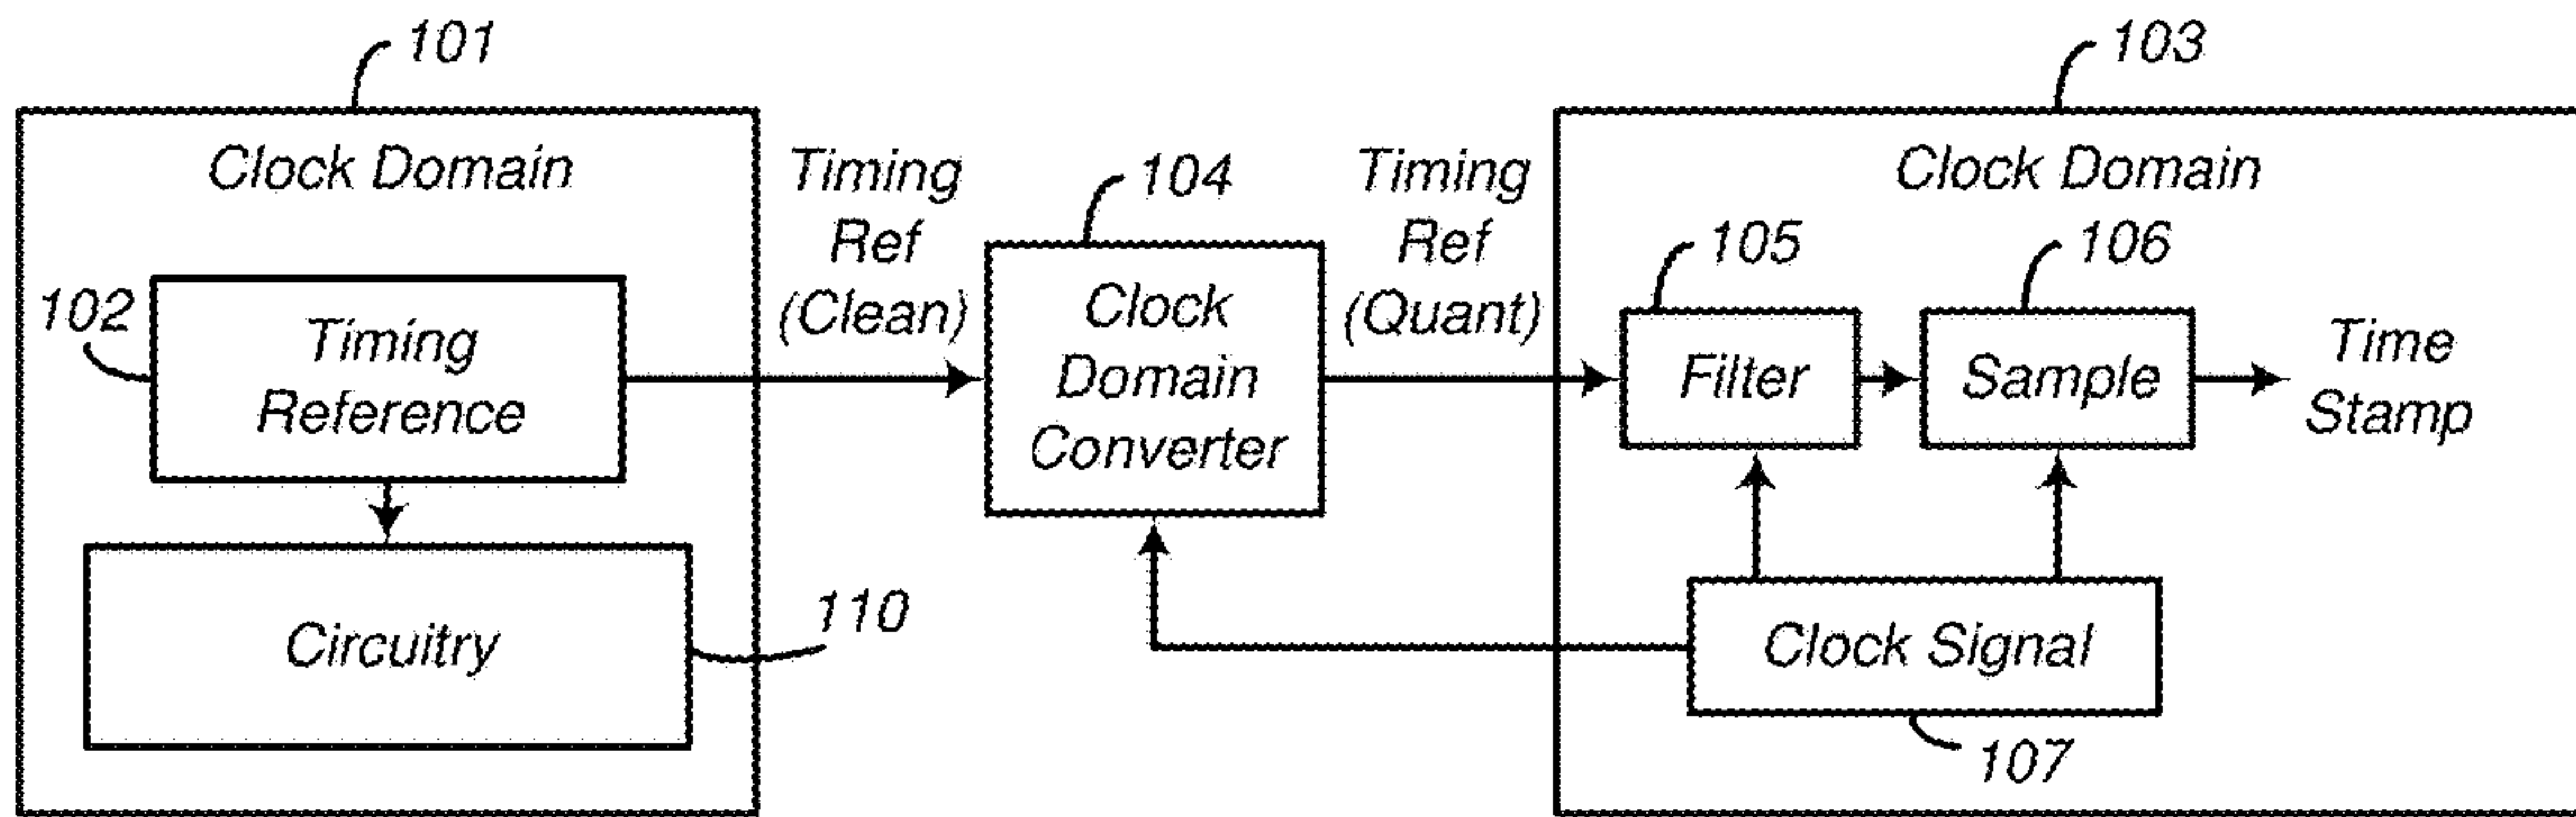 101
103
Clock Domain
Timing
Ref
(Clean)
104
Timing
Ref
(Quant)
Clock Domain
102
Timing
Reference
Clock
Domain
Converter
105
Filter
106
Sample
Time
Stamp
Circuitry
110
Clock Signal
107